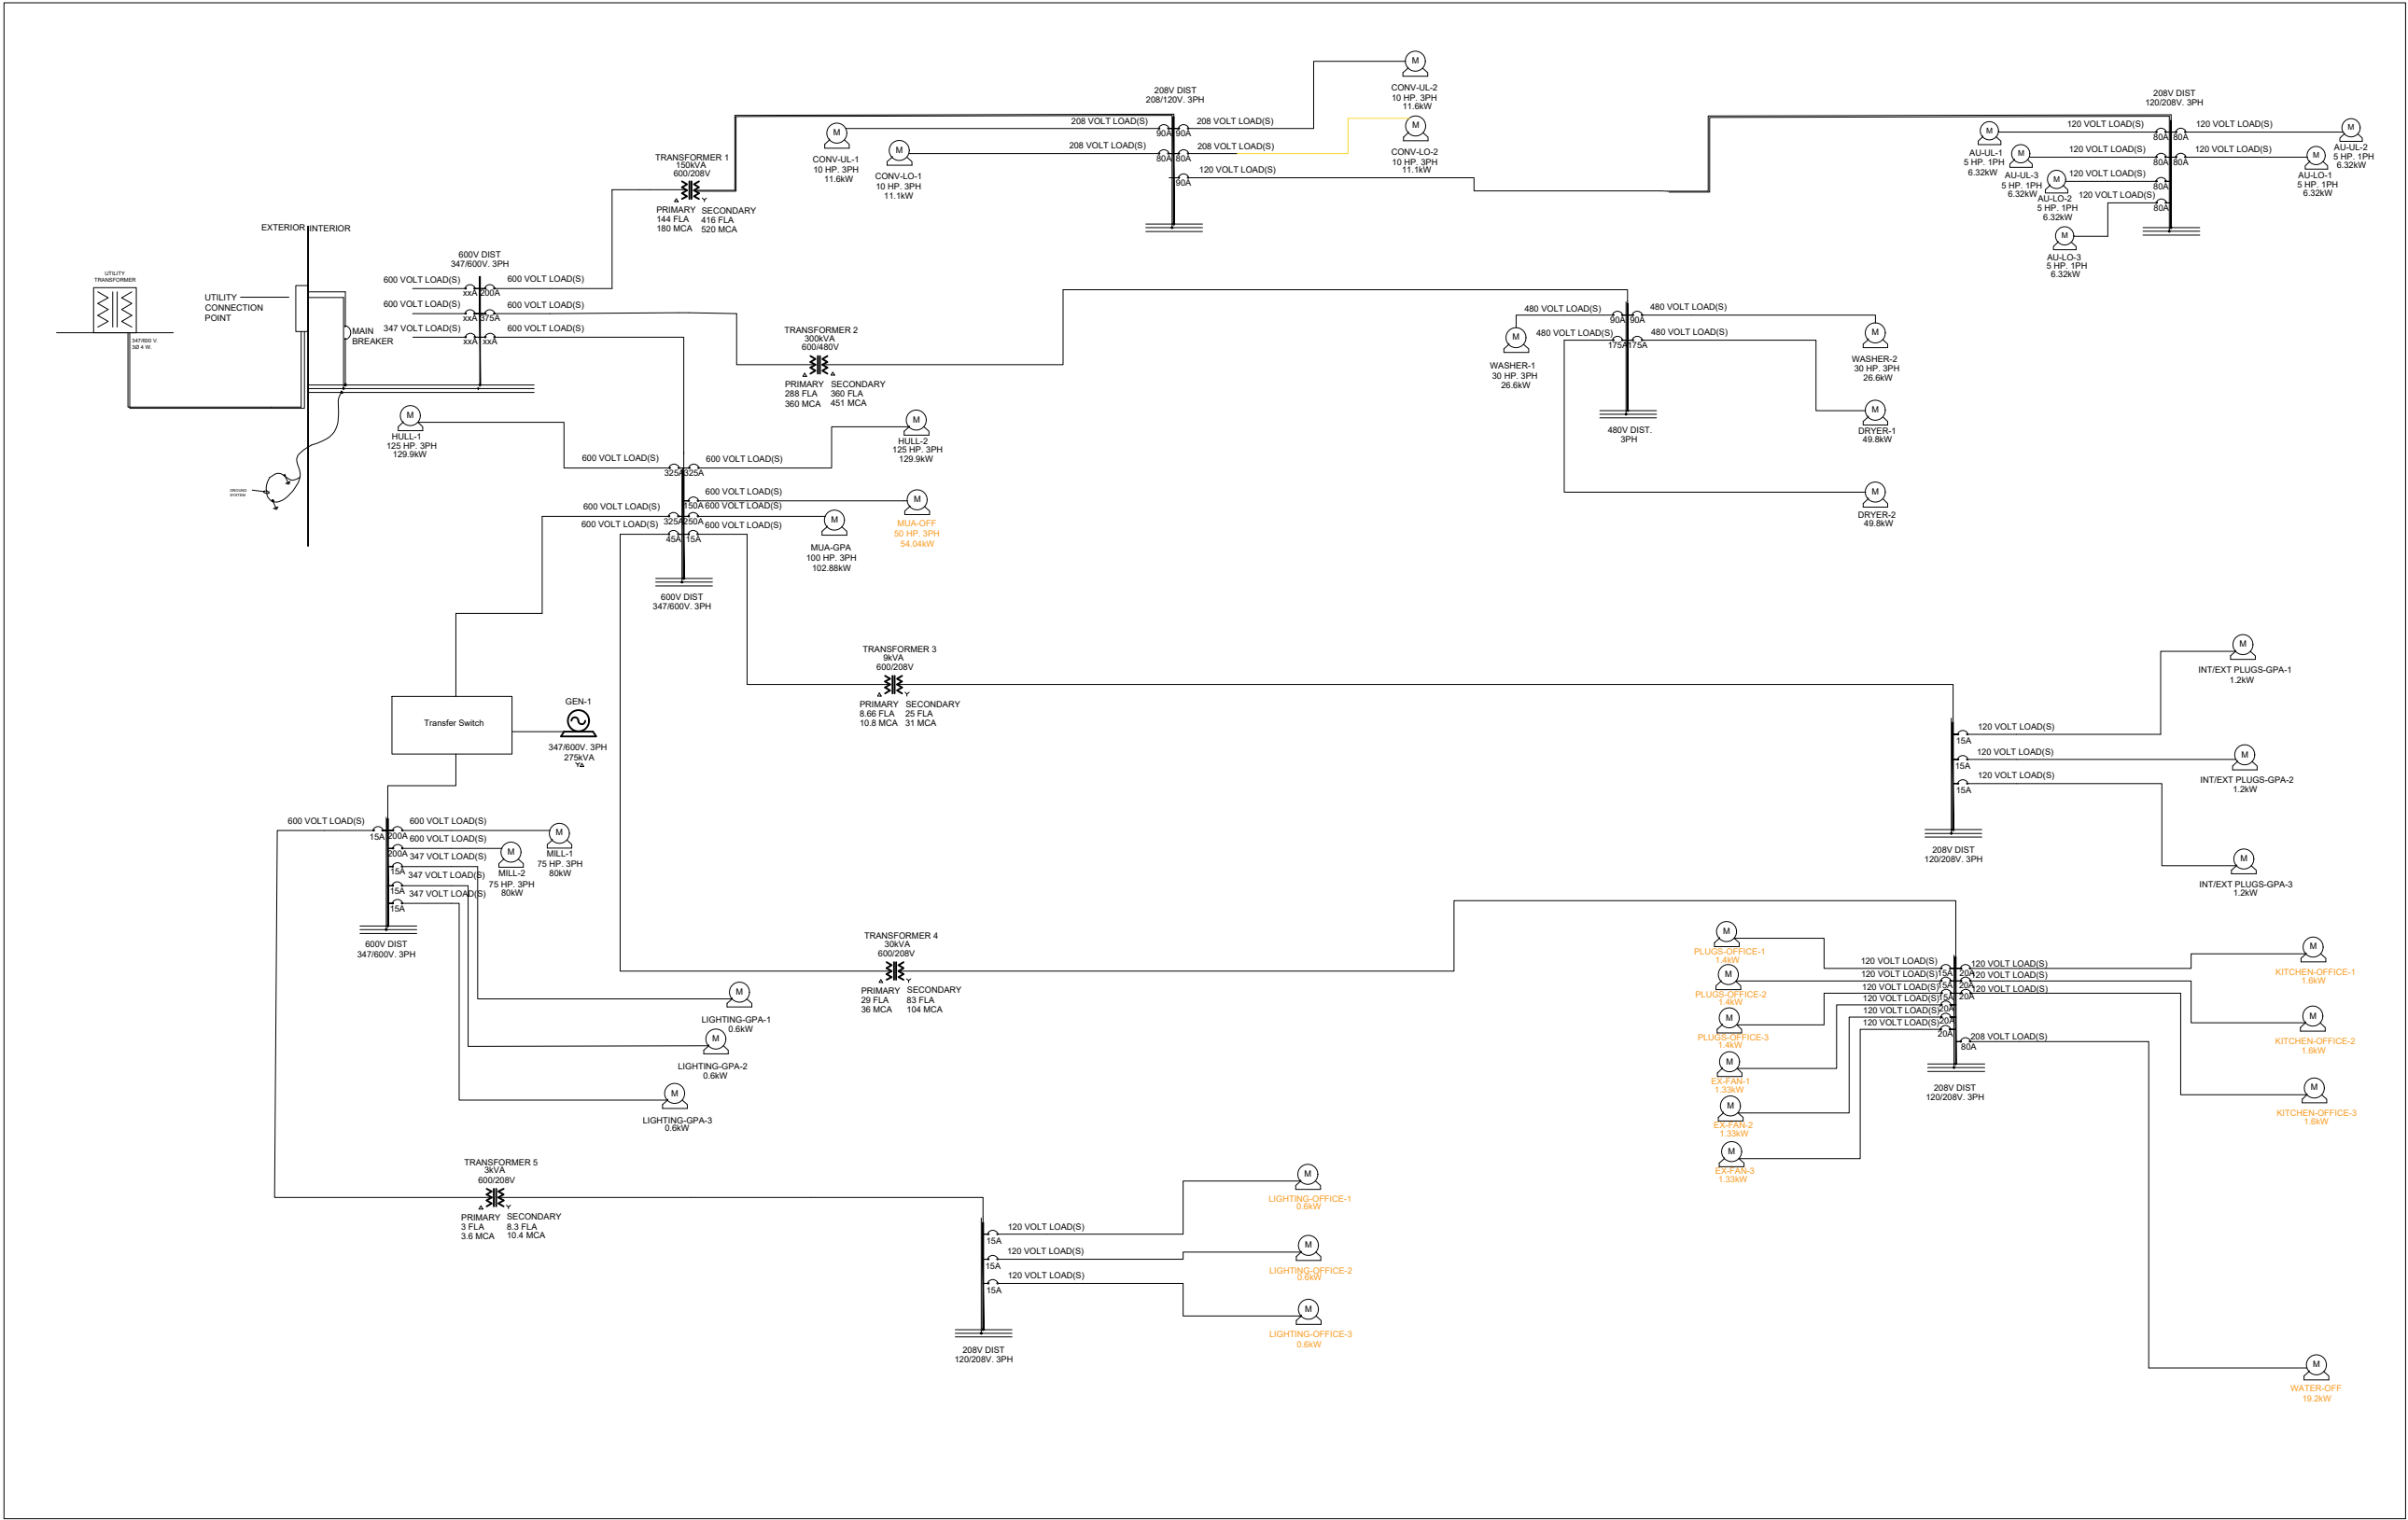 EXTERIOR
INTERIOR
UTILITY
TRANSFORMER
347/600 V.
3Ø 4 W.
UTILITY
CONNECTION
POINT
MAIN
BREAKER
GROUND
SYSTEM
600V DIST
347/600V. 3PH
600 VOLT LOAD(S)
600 VOLT LOAD(S)
xxA
200A
600 VOLT LOAD(S)
600 VOLT LOAD(S)
xxA
375A
347 VOLT LOAD(S)
600 VOLT LOAD(S)
xxA
xxA
TRANSFORMER 1
150kVA
600/208V
PRIMARY
144 FLA
180 MCA
SECONDARY
416 FLA
520 MCA
208V DIST
208/120V. 3PH
208 VOLT LOAD(S)
208 VOLT LOAD(S)
90A
90A
208 VOLT LOAD(S)
208 VOLT LOAD(S)
80A
80A
120 VOLT LOAD(S)
90A
M
CONV-UL-1
10 HP. 3PH
11.6kW
M
CONV-LO-1
10 HP. 3PH
11.1kW
M
CONV-UL-2
10 HP. 3PH
11.6kW
M
CONV-LO-2
10 HP. 3PH
11.1kW
208V DIST
120/208V. 3PH
120 VOLT LOAD(S)
120 VOLT LOAD(S)
80A
80A
120 VOLT LOAD(S)
120 VOLT LOAD(S)
80A
80A
120 VOLT LOAD(S)
80A
120 VOLT LOAD(S)
80A
M
AU-UL-1
5 HP. 1PH
6.32kW
M
AU-UL-3
5 HP. 1PH
6.32kW
M
AU-LO-2
5 HP. 1PH
6.32kW
M
AU-LO-3
5 HP. 1PH
6.32kW
M
AU-UL-2
5 HP. 1PH
6.32kW
M
AU-LO-1
5 HP. 1PH
6.32kW
TRANSFORMER 2
300kVA
600/480V
PRIMARY
288 FLA
360 MCA
SECONDARY
360 FLA
451 MCA
480 VOLT LOAD(S)
480 VOLT LOAD(S)
90A
90A
480 VOLT LOAD(S)
480 VOLT LOAD(S)
175A
175A
480V DIST.
3PH
M
WASHER-1
30 HP. 3PH
26.6kW
M
WASHER-2
30 HP. 3PH
26.6kW
M
DRYER-1
49.8kW
M
DRYER-2
49.8kW
M
HULL-1
125 HP. 3PH
129.9kW
M
HULL-2
125 HP. 3PH
129.9kW
600 VOLT LOAD(S)
600 VOLT LOAD(S)
325A
325A
600 VOLT LOAD(S)
150A
600 VOLT LOAD(S)
600 VOLT LOAD(S)
325A
250A
600 VOLT LOAD(S)
600 VOLT LOAD(S)
45A
15A
M
MUA-OFF
50 HP. 3PH
54.04kW
M
MUA-GPA
100 HP. 3PH
102.88kW
600V DIST
347/600V. 3PH
TRANSFORMER 3
9kVA
600/208V
PRIMARY
8.66 FLA
10.8 MCA
SECONDARY
25 FLA
31 MCA
120 VOLT LOAD(S)
15A
120 VOLT LOAD(S)
15A
120 VOLT LOAD(S)
15A
208V DIST
120/208V. 3PH
M
INT/EXT PLUGS-GPA-1
1.2kW
M
INT/EXT PLUGS-GPA-2
1.2kW
M
INT/EXT PLUGS-GPA-3
1.2kW
Transfer Switch
GEN-1
347/600V. 3PH
275kVA
600 VOLT LOAD(S)
600 VOLT LOAD(S)
15A
200A
600 VOLT LOAD(S)
200A
347 VOLT LOAD(S)
15A
347 VOLT LOAD(S)
15A
347 VOLT LOAD(S)
15A
600V DIST
347/600V. 3PH
M
MILL-1
75 HP. 3PH
80kW
M
MILL-2
75 HP. 3PH
80kW
M
LIGHTING-GPA-1
0.6kW
M
LIGHTING-GPA-2
0.6kW
M
LIGHTING-GPA-3
0.6kW
TRANSFORMER 4
30kVA
600/208V
PRIMARY
29 FLA
36 MCA
SECONDARY
83 FLA
104 MCA
M
PLUGS-OFFICE-1
1.4kW
M
PLUGS-OFFICE-2
1.4kW
M
PLUGS-OFFICE-3
1.4kW
M
EX-FAN-1
1.33kW
M
EX-FAN-2
1.33kW
M
EX-FAN-3
1.33kW
120 VOLT LOAD(S)
120 VOLT LOAD(S)
15A
20A
120 VOLT LOAD(S)
120 VOLT LOAD(S)
15A
20A
120 VOLT LOAD(S)
120 VOLT LOAD(S)
15A
20A
120 VOLT LOAD(S)
20A
120 VOLT LOAD(S)
20A
120 VOLT LOAD(S)
20A
208 VOLT LOAD(S)
80A
208V DIST
120/208V. 3PH
M
KITCHEN-OFFICE-1
1.6kW
M
KITCHEN-OFFICE-2
1.6kW
M
KITCHEN-OFFICE-3
1.6kW
M
WATER-OFF
19.2kW
TRANSFORMER 5
3kVA
600/208V
PRIMARY
3 FLA
3.6 MCA
SECONDARY
8.3 FLA
10.4 MCA
120 VOLT LOAD(S)
15A
120 VOLT LOAD(S)
15A
120 VOLT LOAD(S)
15A
208V DIST
120/208V. 3PH
M
LIGHTING-OFFICE-1
0.6kW
M
LIGHTING-OFFICE-2
0.6kW
M
LIGHTING-OFFICE-3
0.6kW